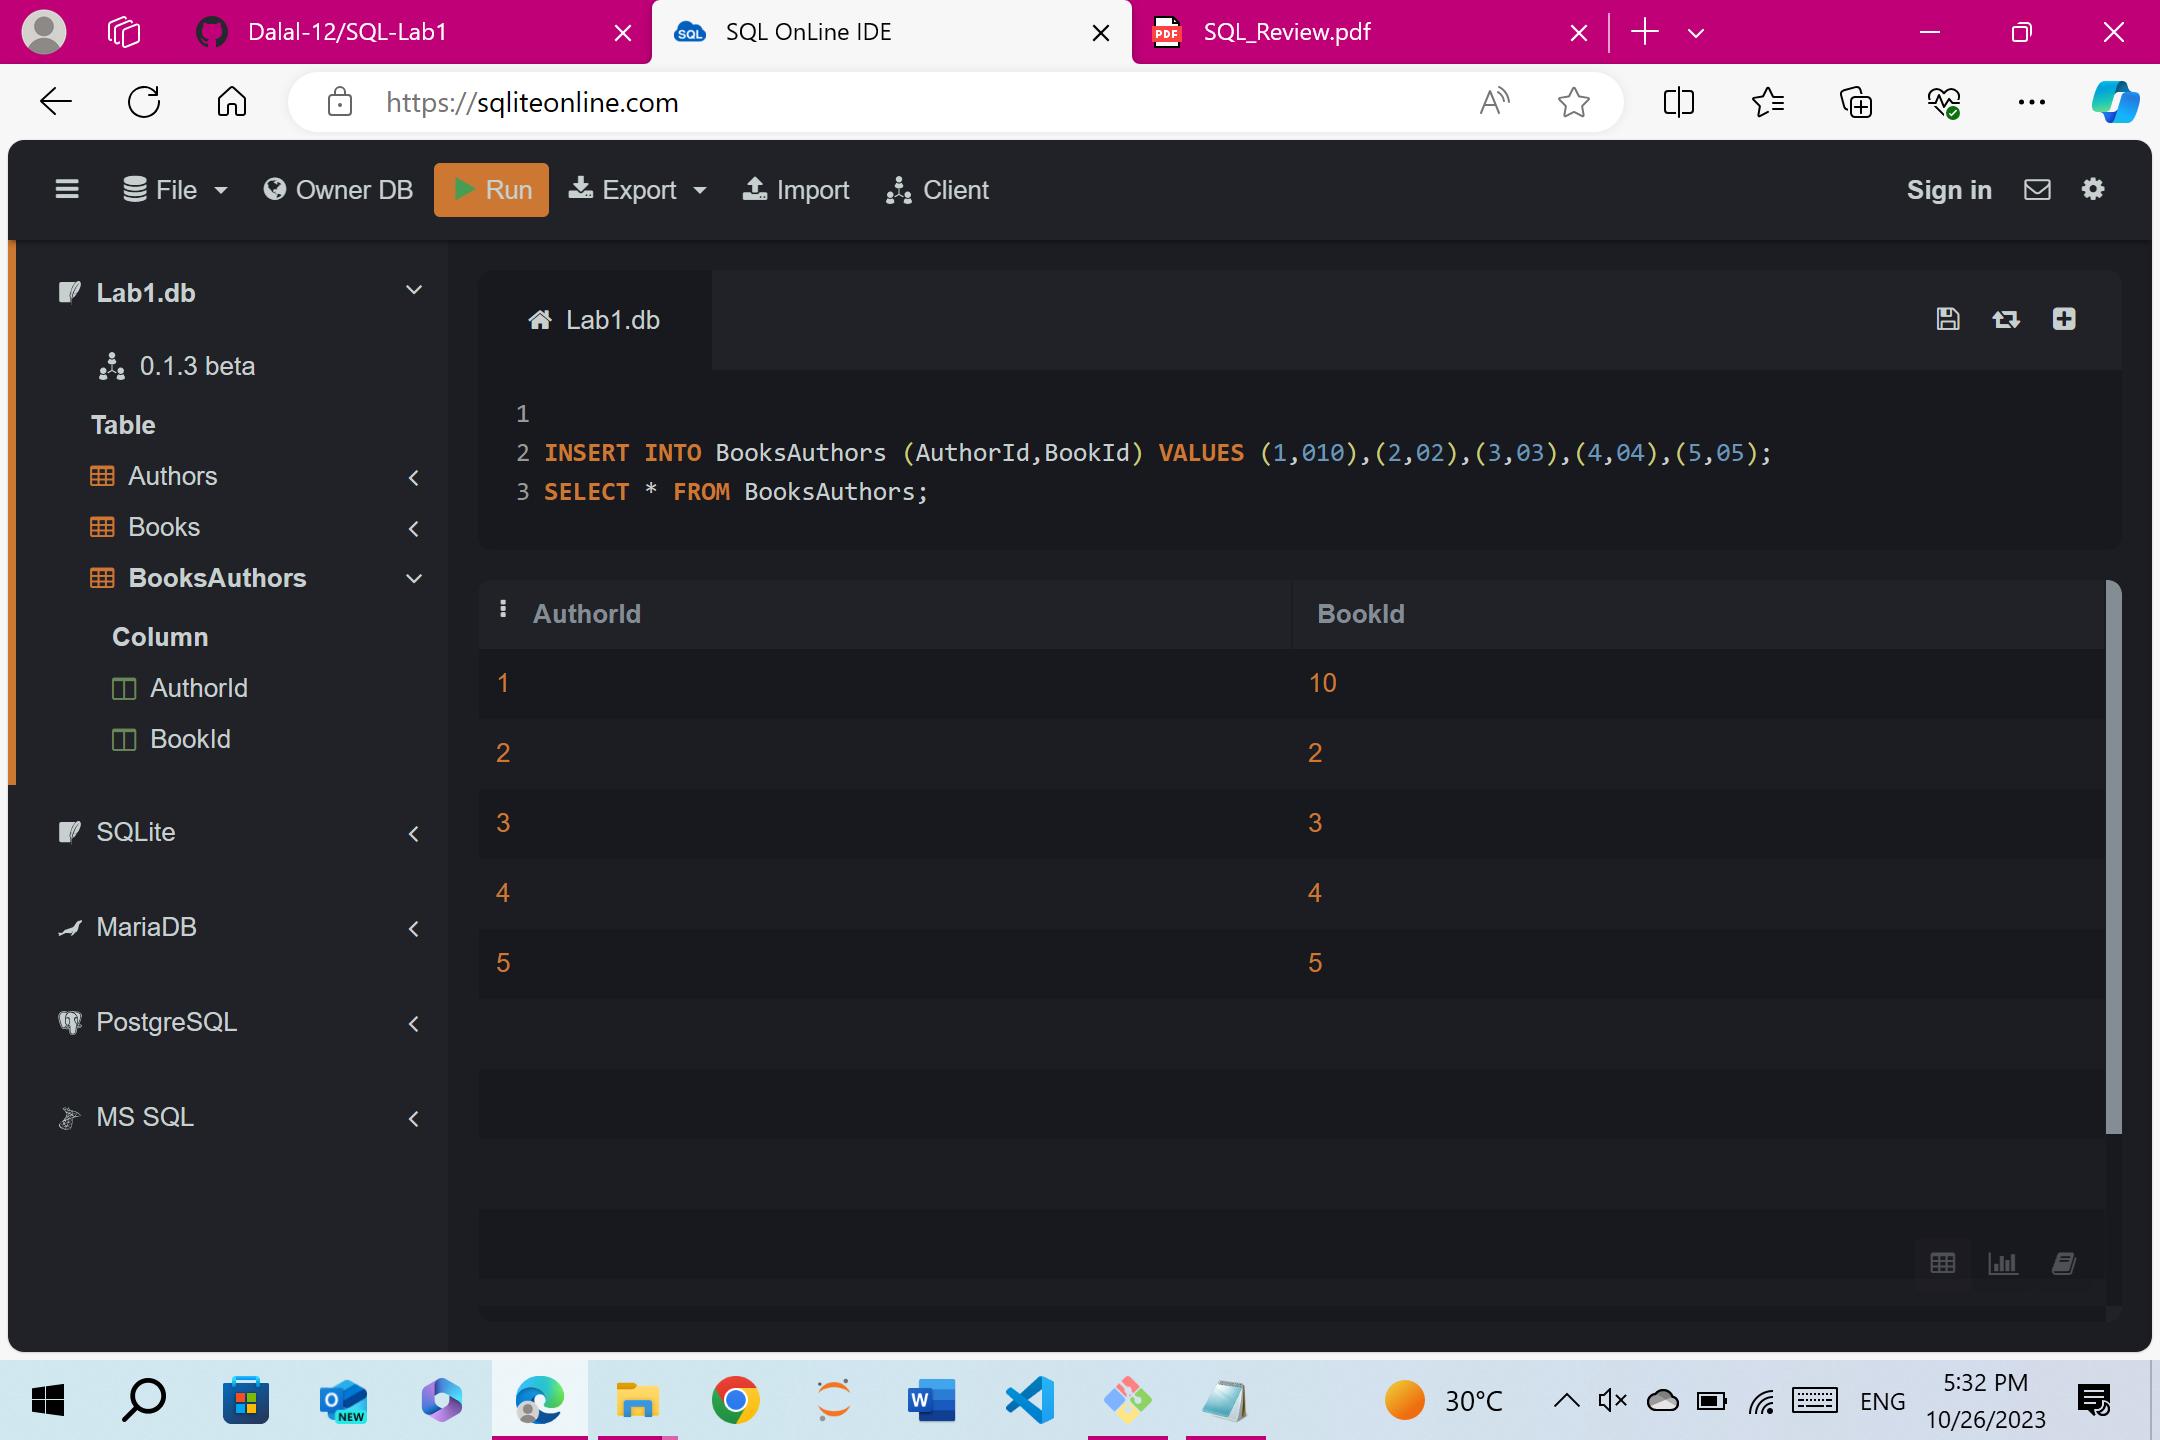 Dalal-12/SQL-Lab1
SQL OnLine IDE
SQL_Review.pdf
https://sqliteonline.com
File
Owner DB
Run
Export
Import
Client
Sign in
Lab1.db
0.1.3 beta
Table
Authors
Books
BooksAuthors
Column
AuthorId
BookId
SQLite
MariaDB
PostgreSQL
MS SQL
Lab1.db
1
2 INSERT INTO BooksAuthors (AuthorId,BookId) VALUES (1,010),(2,02),(3,03),(4,04),(5,05);
3 SELECT * FROM BooksAuthors;
AuthorId BookId
1 10
2 2
3 3
4 4
5 5
30°C
ENG
5:32 PM
10/26/2023
SQL
PDF
NEW
O
W